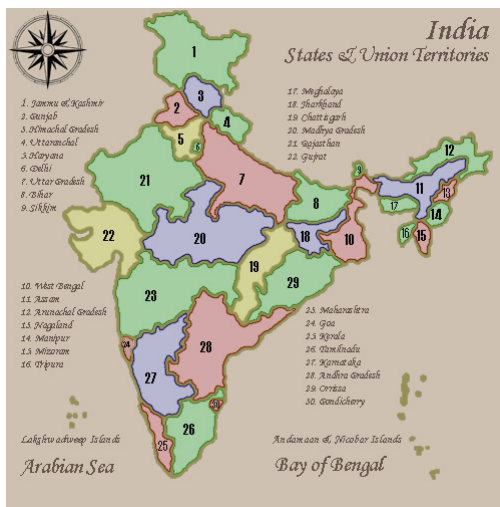 India
States & Union Territories
1. Jammu & Kashmir
2. Punjab
3. Himachal Pradesh
4. Uttaranchal
5. Haryana
6. Delhi
7. Uttar Pradesh
8. Bihar
9. Sikkim
17. Meghalaya
18. Jharkhand
19. Chattisgarh
20. Madhya Pradesh
21. Rajasthan
22. Gujrat
1
2
3
4
5
6
7
8
9
10
11
12
13
14
15
16
17
18
19
20
21
22
23
24
25
26
27
28
29
30
10. West Bengal
11. Assam
12. Arunachal Pradesh
13. Nagaland
14. Manipur
15. Mizoram
16. Tripura
23. Maharashtra
24. Goa
25. Kerala
26. Tamilnadu
27. Karnataka
28. Andhra Pradesh
29. Orrisa
30. Pondicherry
Lakshwadweep Islands
Arabian Sea
Andamaan & Nicobar Islands
Bay of Bengal